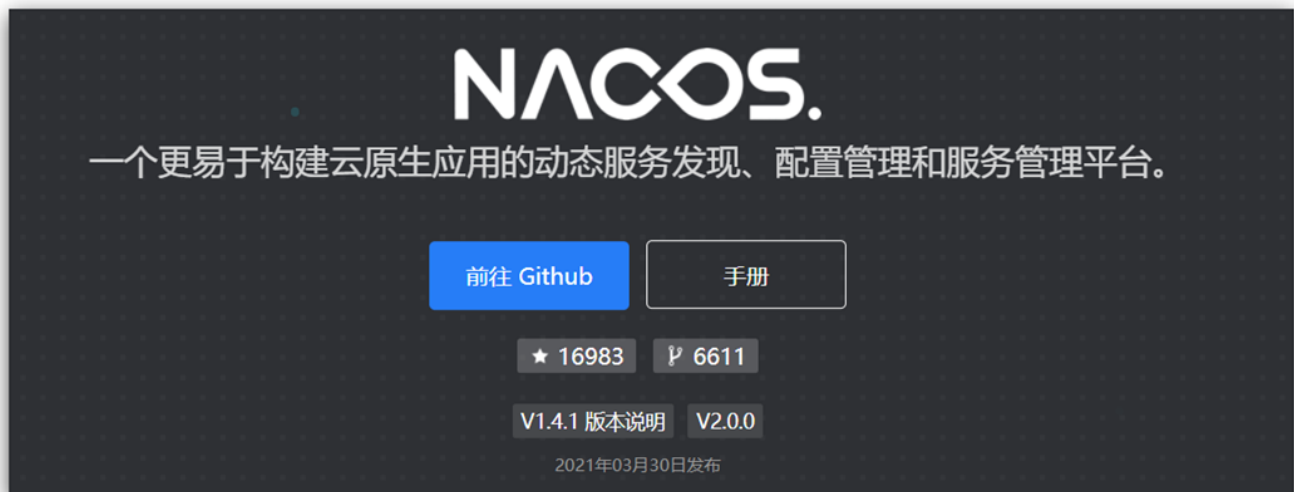 NACOS.
一个更易于构建云原生应用的动态服务发现、配置管理和服务管理平台。
前往 Github 手册
16983 6611
V1.4.1 版本说明 V2.0.0
2021年03月30日发布